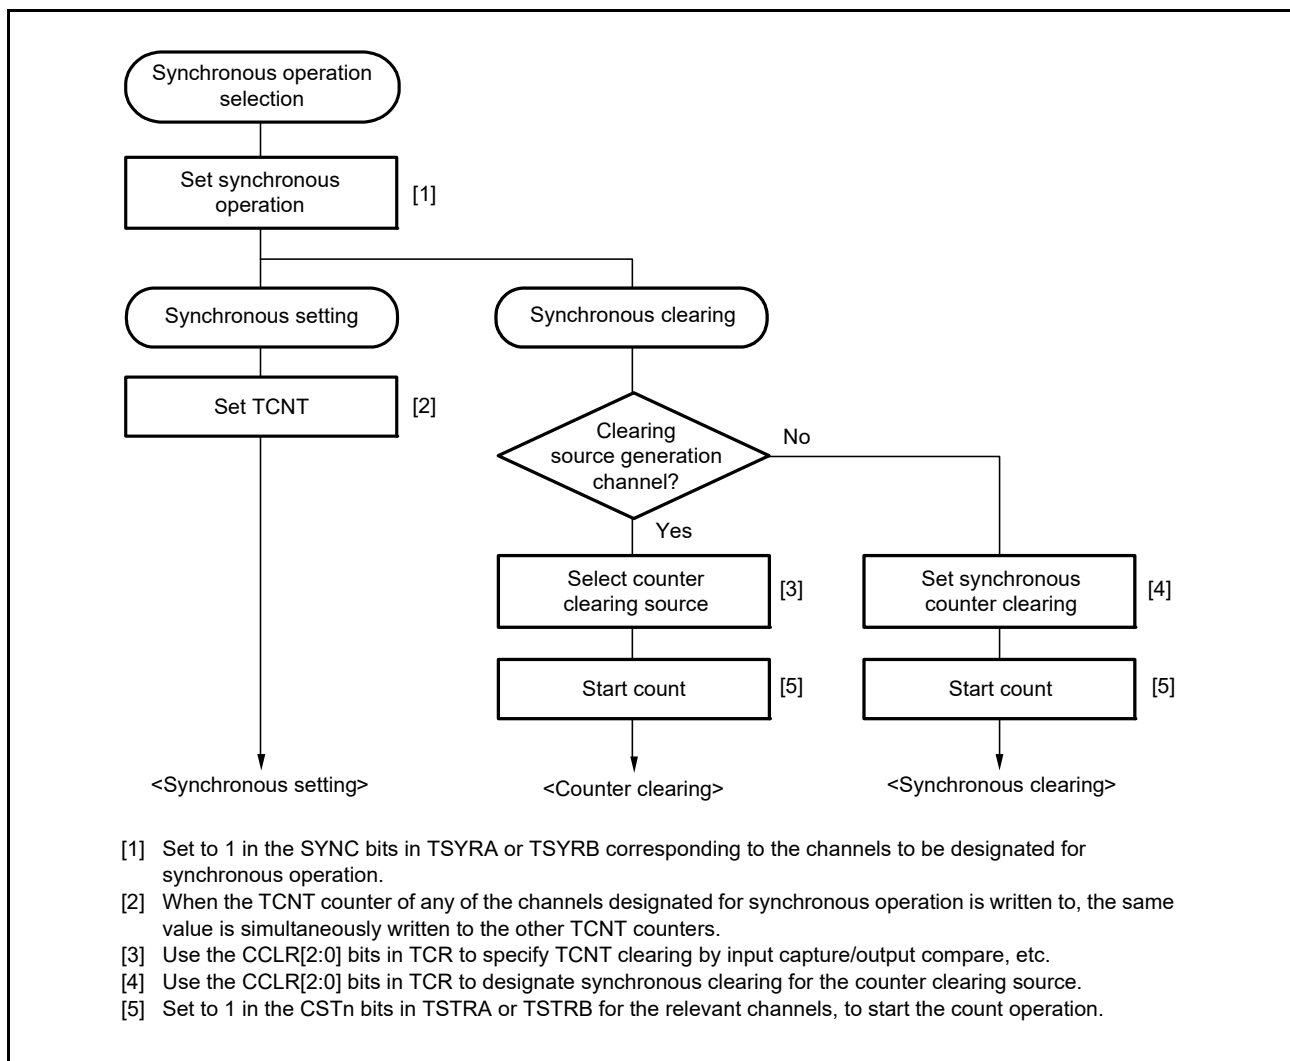 Synchronous operation
selection
Set synchronous
operation
[1]
Synchronous setting
Synchronous clearing
Set TCNT
[2]
Clearing
source generation
channel?
No
Yes
Select counter
clearing source
[3]
Set synchronous
counter clearing
[4]
Start count
[5]
Start count
[5]
<Synchronous setting>
<Counter clearing>
<Synchronous clearing>
[1] Set to 1 in the SYNC bits in TSYRA or TSYRB corresponding to the channels to be designated for
synchronous operation.
[2] When the TCNT counter of any of the channels designated for synchronous operation is written to, the same
value is simultaneously written to the other TCNT counters.
[3] Use the CCLR[2:0] bits in TCR to specify TCNT clearing by input capture/output compare, etc.
[4] Use the CCLR[2:0] bits in TCR to designate synchronous clearing for the counter clearing source.
[5] Set to 1 in the CSTn bits in TSTRA or TSTRB for the relevant channels, to start the count operation.